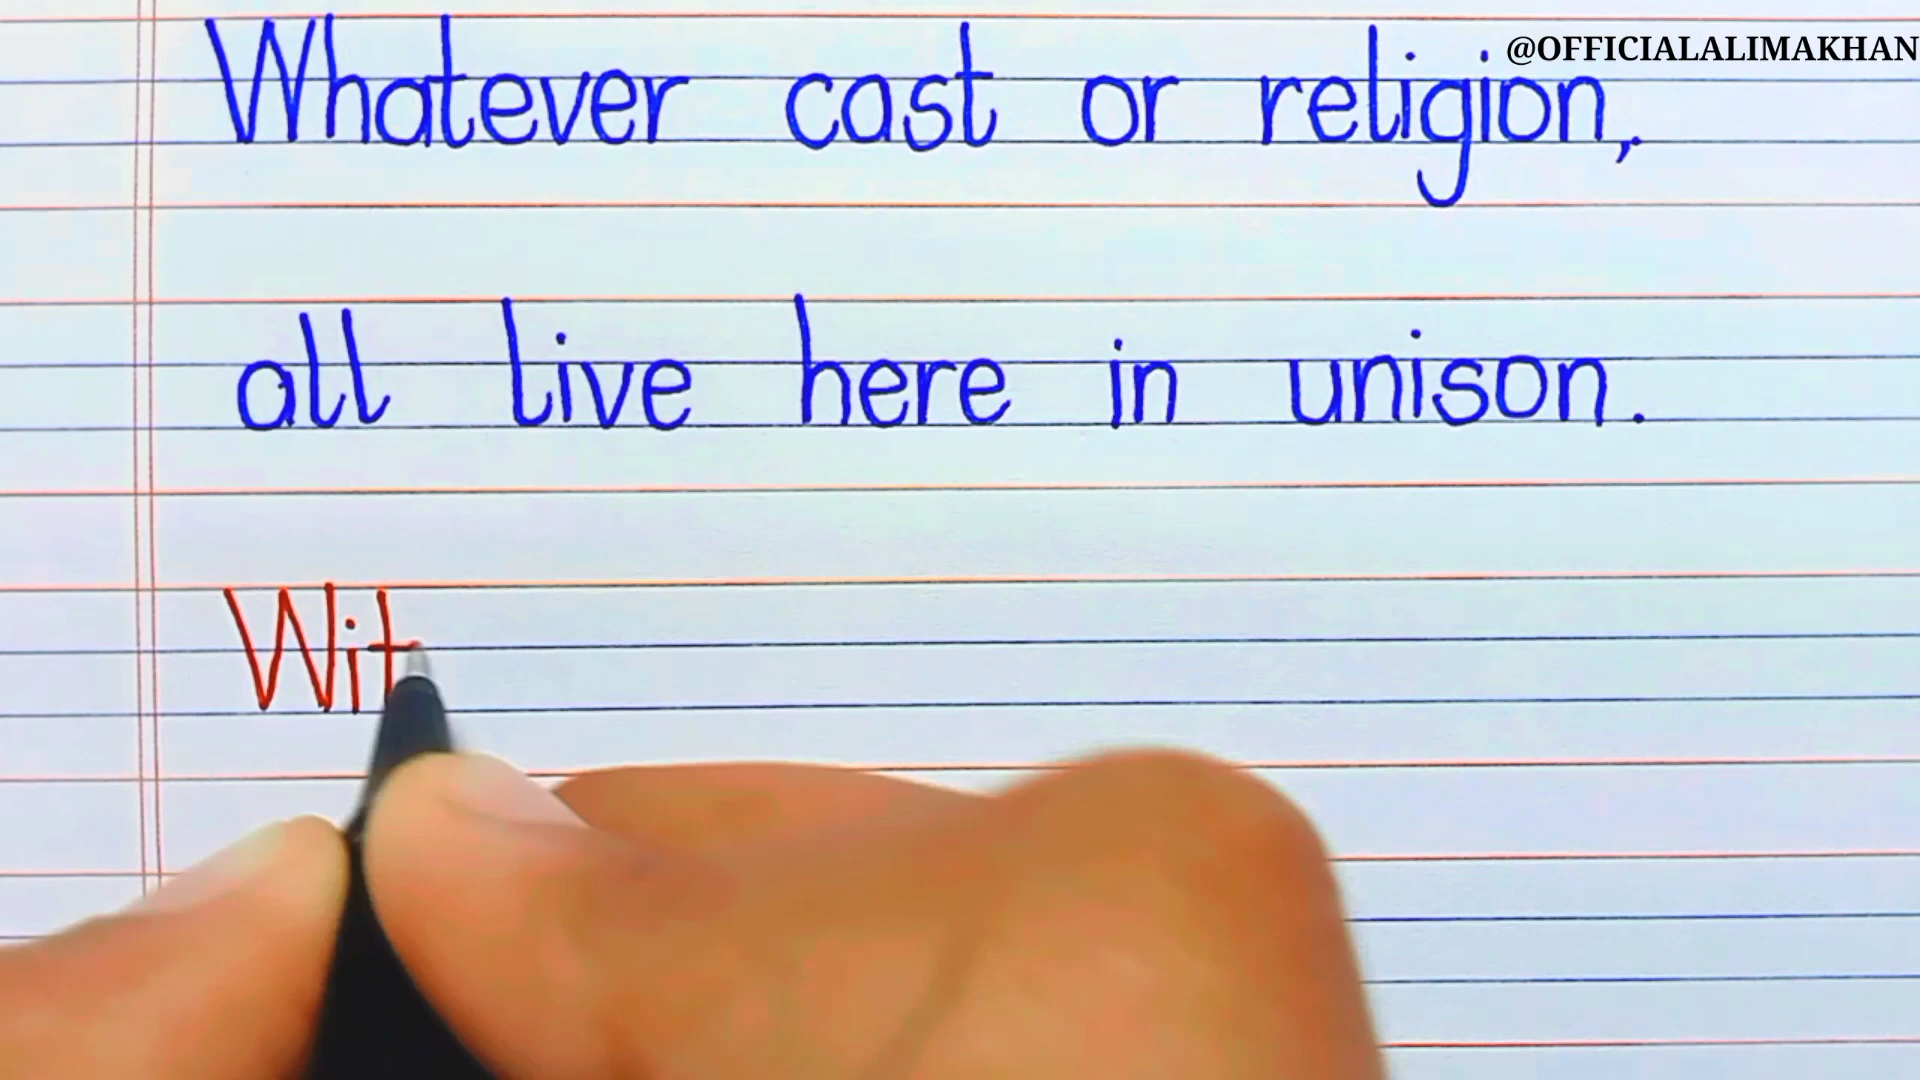 @OFFICIALALIMAKHAN
Whatever cast or religion,
all live here in unison.
Wit